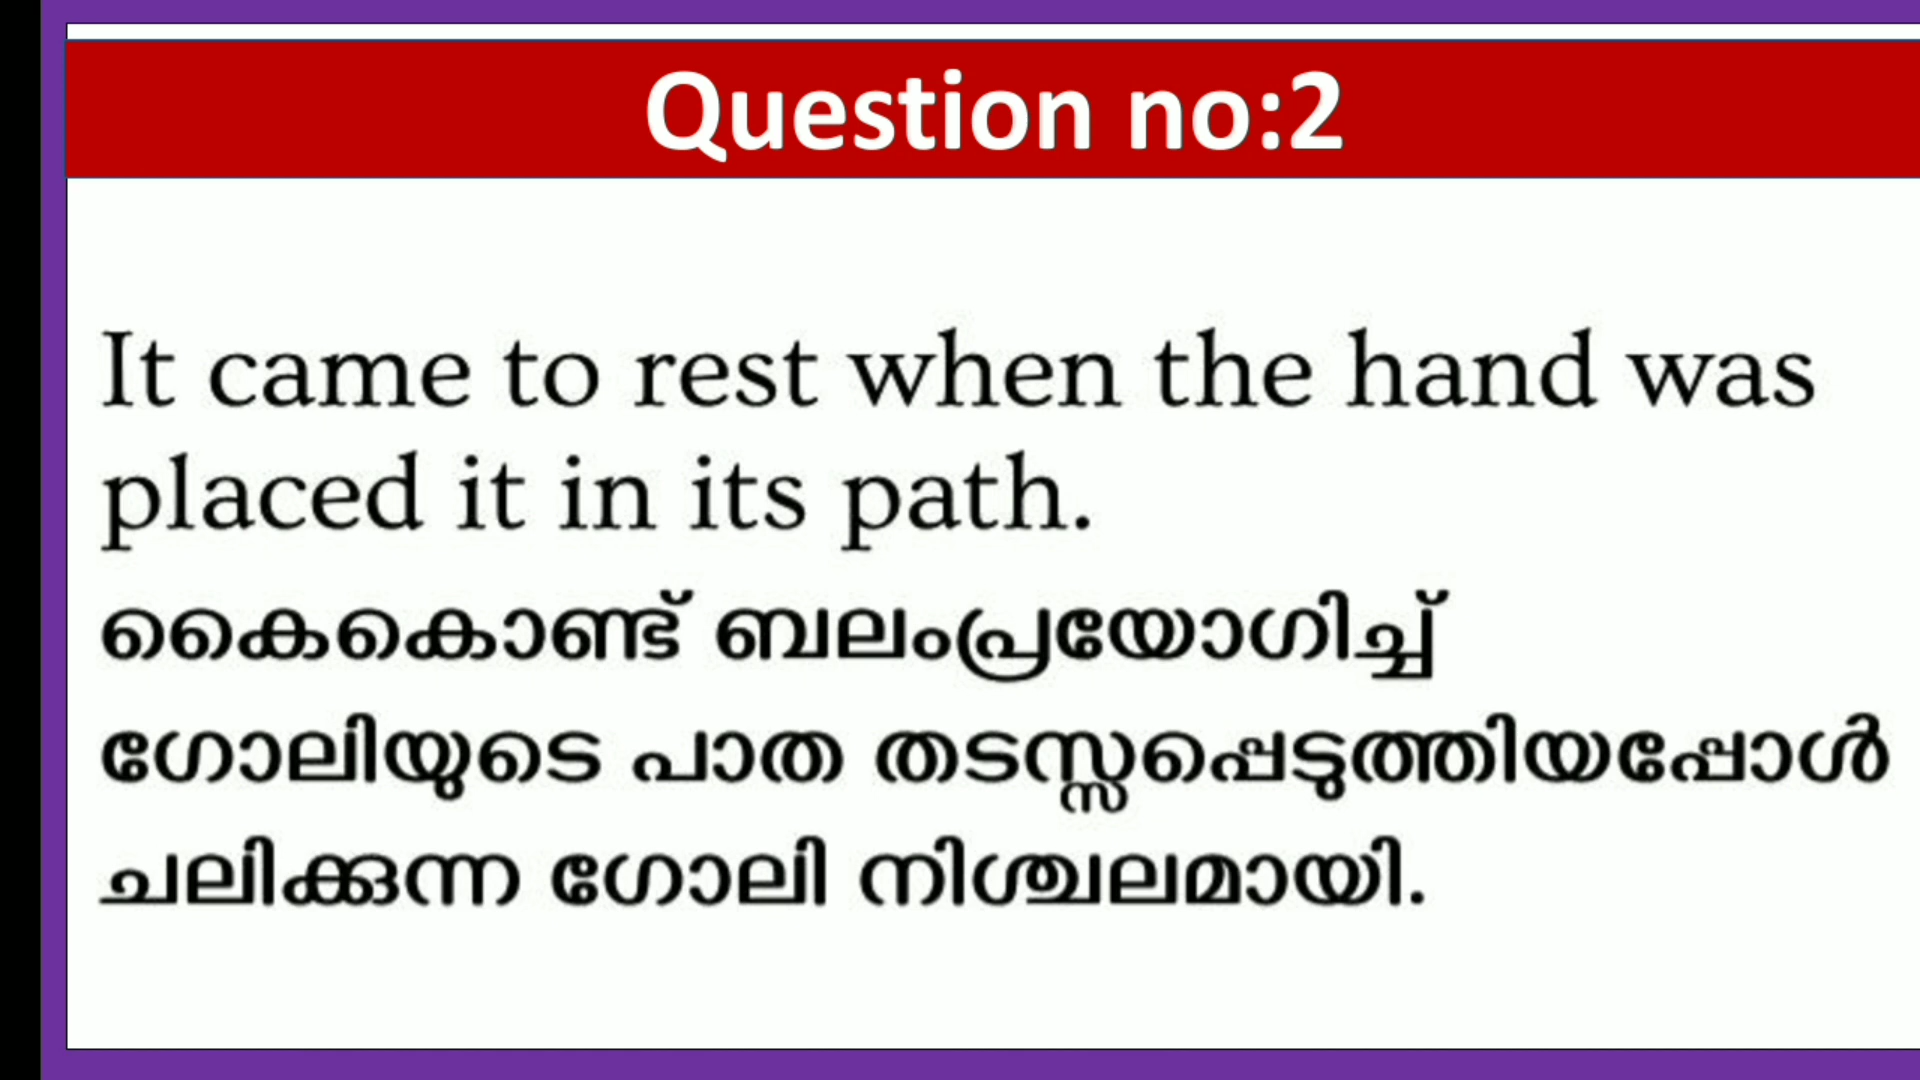 Question no:2
It came to rest when the hand was
placed it in its path.
കൈകൊണ്ട് ബലംപ്രയോഗിച്ച്
ഗോലിയുടെ പാത തടസ്സപ്പെടുത്തിയപ്പോൾ
ചലിക്കുന്ന ഗോലി നിശ്ചലമായി.